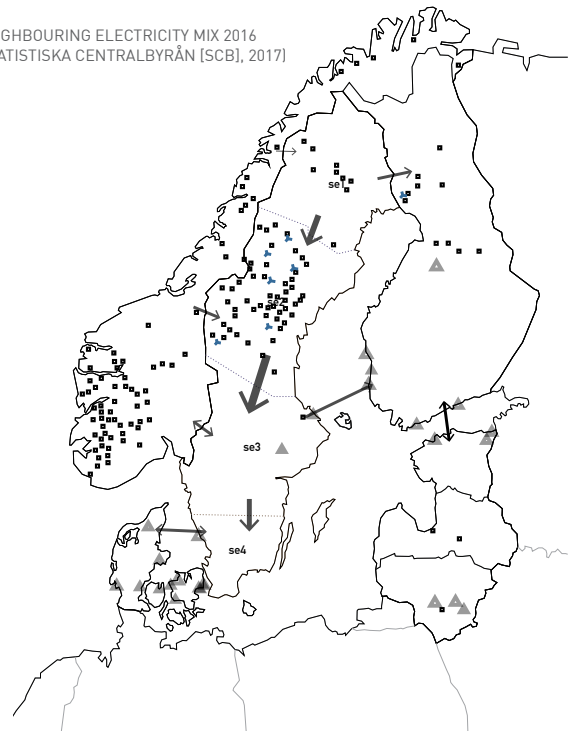 GHBOURING ELECTRICITY MIX 2016
ATISTISKA CENTRALBYRÅN [SCB], 2017)
se1
se3
se4